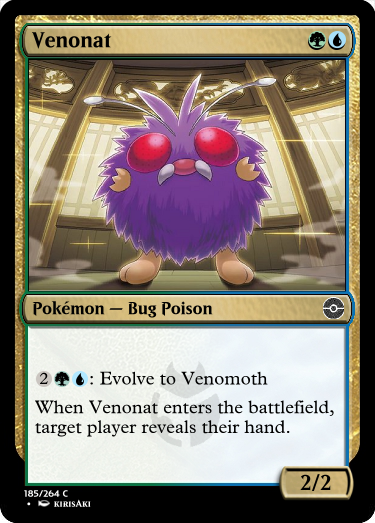 Venonat
Pokémon — Bug Poison
2 : Evolve to Venomoth
When Venonat enters the battlefield,
target player reveals their hand.
2/2
185/264 C
• KIRISAKI